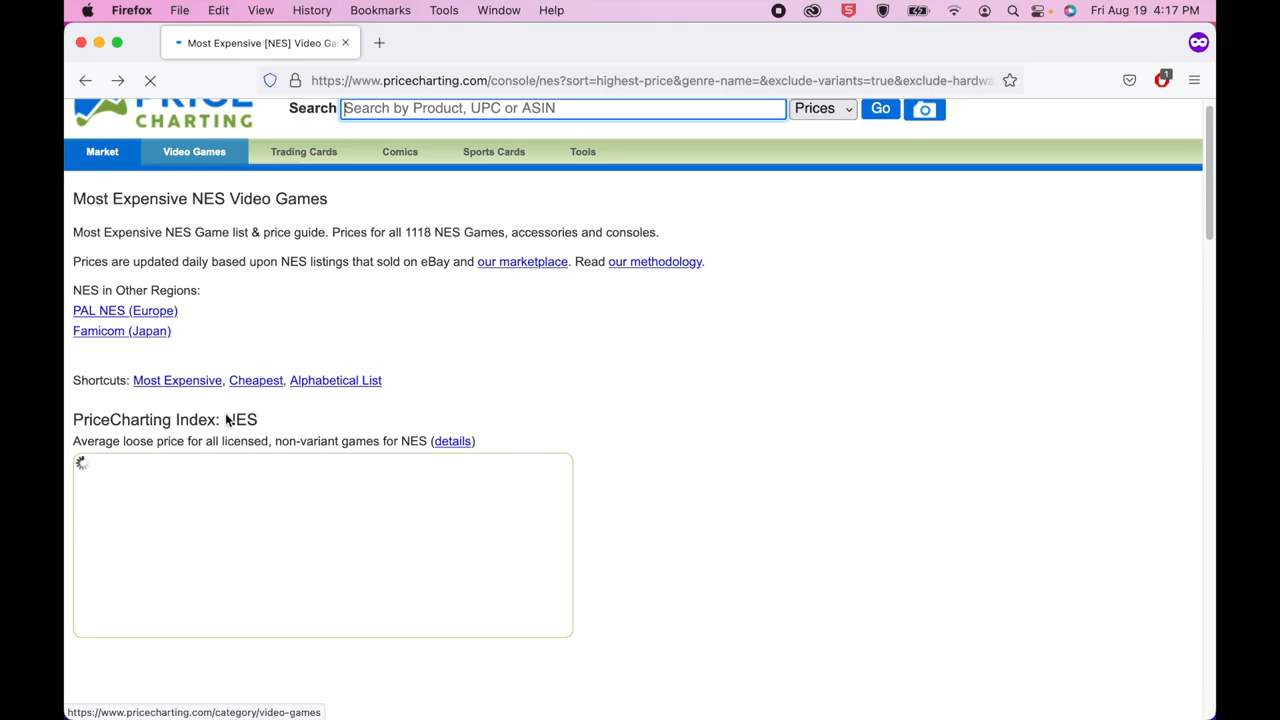 Firefox File Edit View History Bookmarks Tools Window Help Fri Aug 19 4:17 PM
Most Expensive [NES] Video Ga
https://www.pricecharting.com/console/nes?sort=highest-price&genre-name=&exclude-variants=true&exclude-hardwa
1
PRICE
CHARTING
Search Search by Product, UPC or ASIN Prices Go
Market Video Games Trading Cards Comics Sports Cards Tools
Most Expensive NES Video Games
Most Expensive NES Game list & price guide. Prices for all 1118 NES Games, accessories and consoles.
Prices are updated daily based upon NES listings that sold on eBay and our marketplace. Read our methodology.
NES in Other Regions:
PAL NES (Europe)
Famicom (Japan)
Shortcuts: Most Expensive, Cheapest, Alphabetical List
PriceCharting Index: NES
Average loose price for all licensed, non-variant games for NES (details)
https://www.pricecharting.com/category/video-games